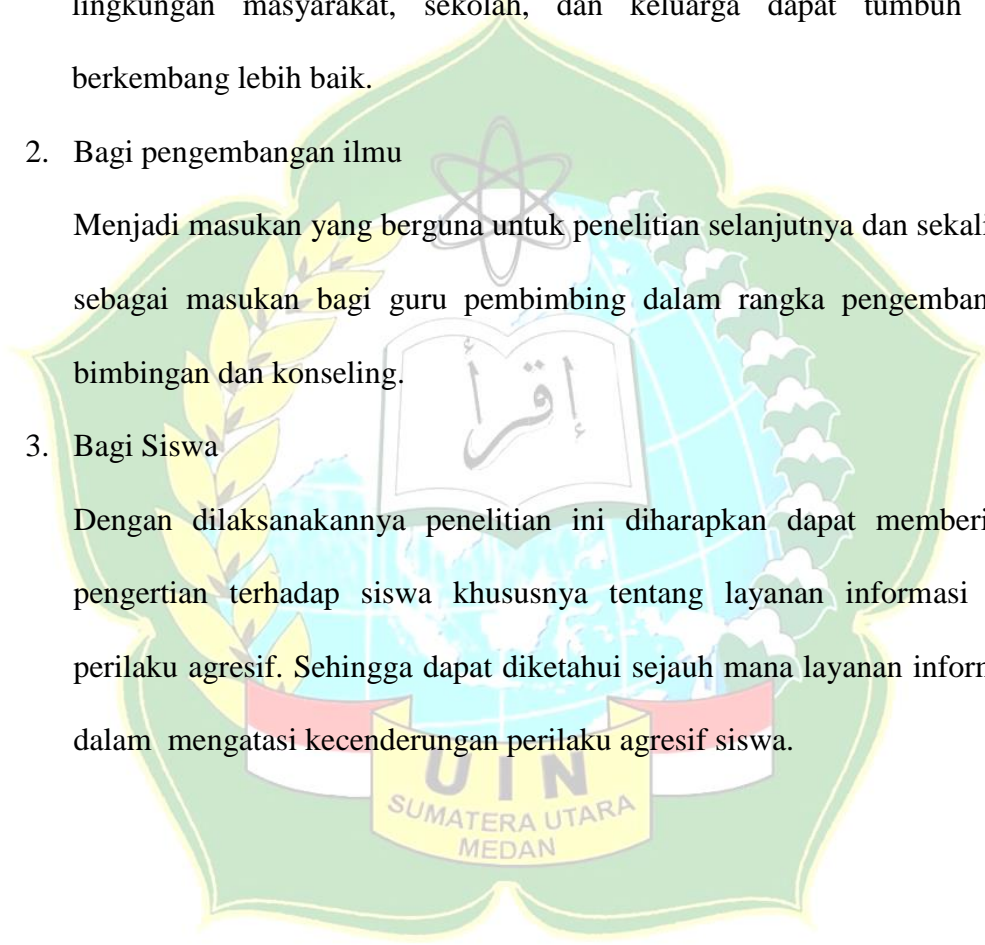 lingkungan masyarakat, sekolah, dan keluarga dapat tumbuh
berkembang lebih baik.
2. Bagi pengembangan ilmu
Menjadi masukan yang berguna untuk penelitian selanjutnya dan sekali
sebagai masukan bagi guru pembimbing dalam rangka pengemban
bimbingan dan konseling.
إقرأ
3. Bagi Siswa
Dengan dilaksanakannya penelitian ini diharapkan dapat memberi
pengertian terhadap siswa khususnya tentang layanan informasi
perilaku agresif. Sehingga dapat diketahui sejauh mana layanan inform
dalam mengatasi kecenderungan perilaku agresif siswa.
UIN
SUMATERA UTARA
MEDAN